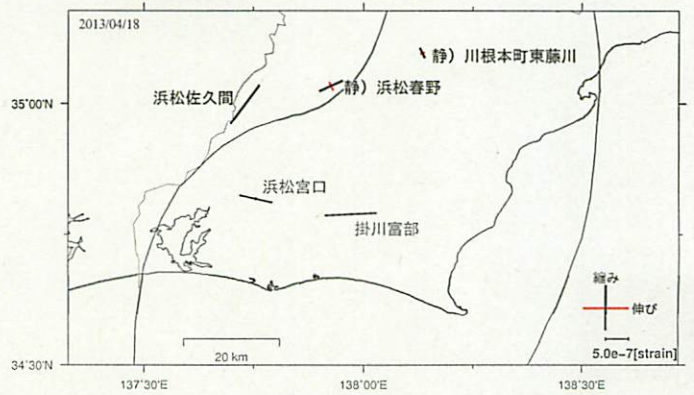 2013/04/18
静）川根本町東藤川
静）浜松春野
浜松佐久間
35°00'N
浜松宮口
掛川富部
縮み
伸び
5.0e-7[strain]
20 km
34°30'N
137°30'E
138°00'E
138°30'E